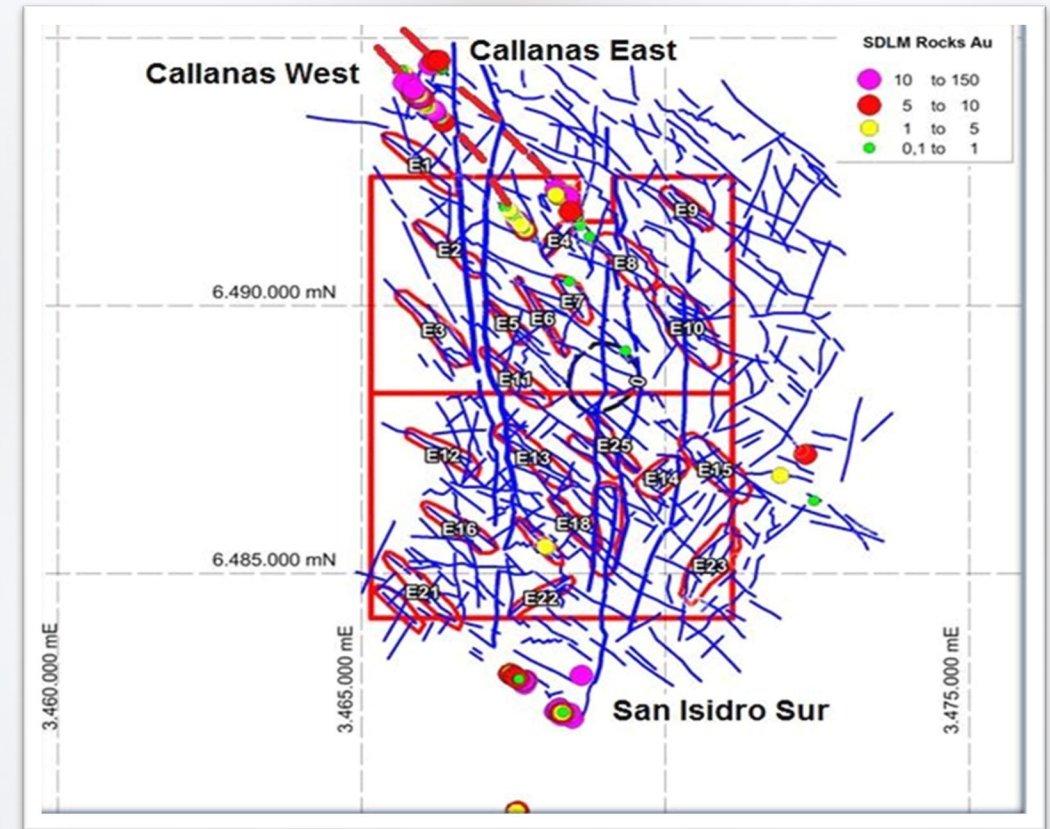 Callanas East
Callanas West
SDLM Rocks Au
10 to 150
5 to 10
1 to 5
0,1 to 1
E1
E9
E2
E4
E8
6.490.000 mN
E7
E3
E5
E6
E10
E11
0
E12
E13
E25
E14
E15
E16
E18
6.485.000 mN
E23
E21
E22
3.460.000 mE
3.465.000 mE
3.475.000 mE
San Isidro Sur